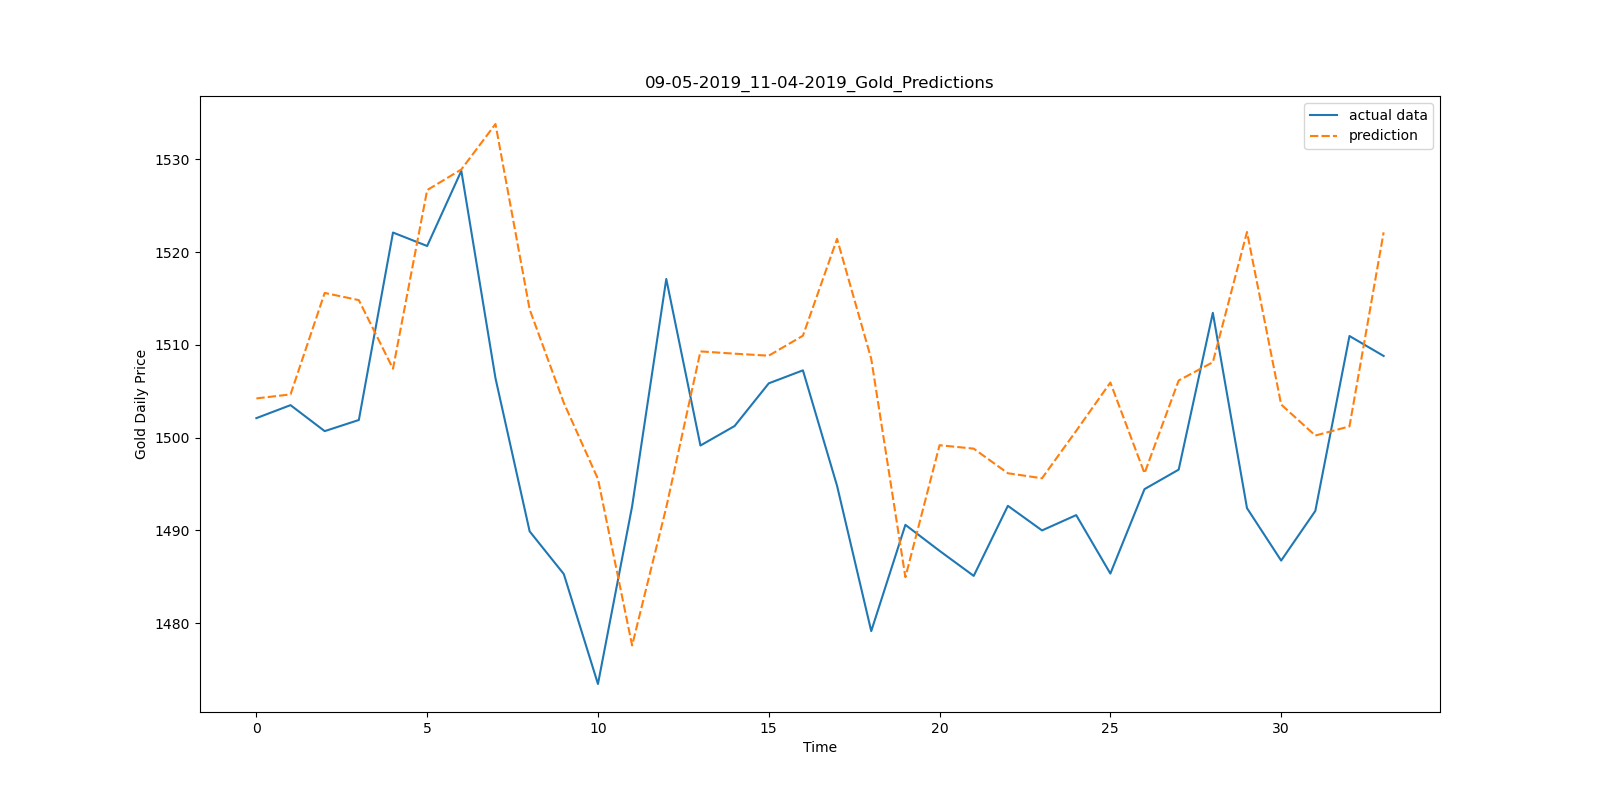 09-05-2019_11-04-2019_Gold_Predictions
actual data
prediction
Gold Daily Price
1530
1520
1510
1500
1490
1480
0 5 10 15 20 25 30
Time